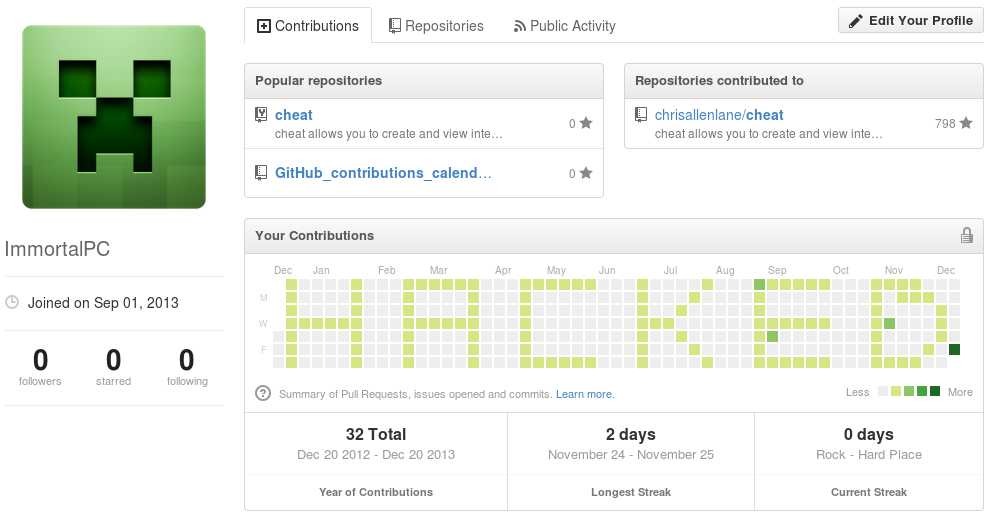 Contributions Repositories Public Activity Edit Your Profile
Popular repositories
cheat
cheat allows you to create and view inte…
0
GitHub_contributions_calend…
0
Repositories contributed to
chrisallenlane/cheat
cheat allows you to create and view inte…
798
ImmortalPC
Joined on Sep 01, 2013
0 0 0
followers starred following
Your Contributions
Dec Jan Feb Mar Apr May Jun Jul Aug Sep Oct Nov Dec
M
W
F
HACKED
? Summary of Pull Requests, issues opened and commits. Learn more.
Less More
32 Total
Dec 20 2012 - Dec 20 2013
Year of Contributions
2 days
November 24 - November 25
Longest Streak
0 days
Rock - Hard Place
Current Streak